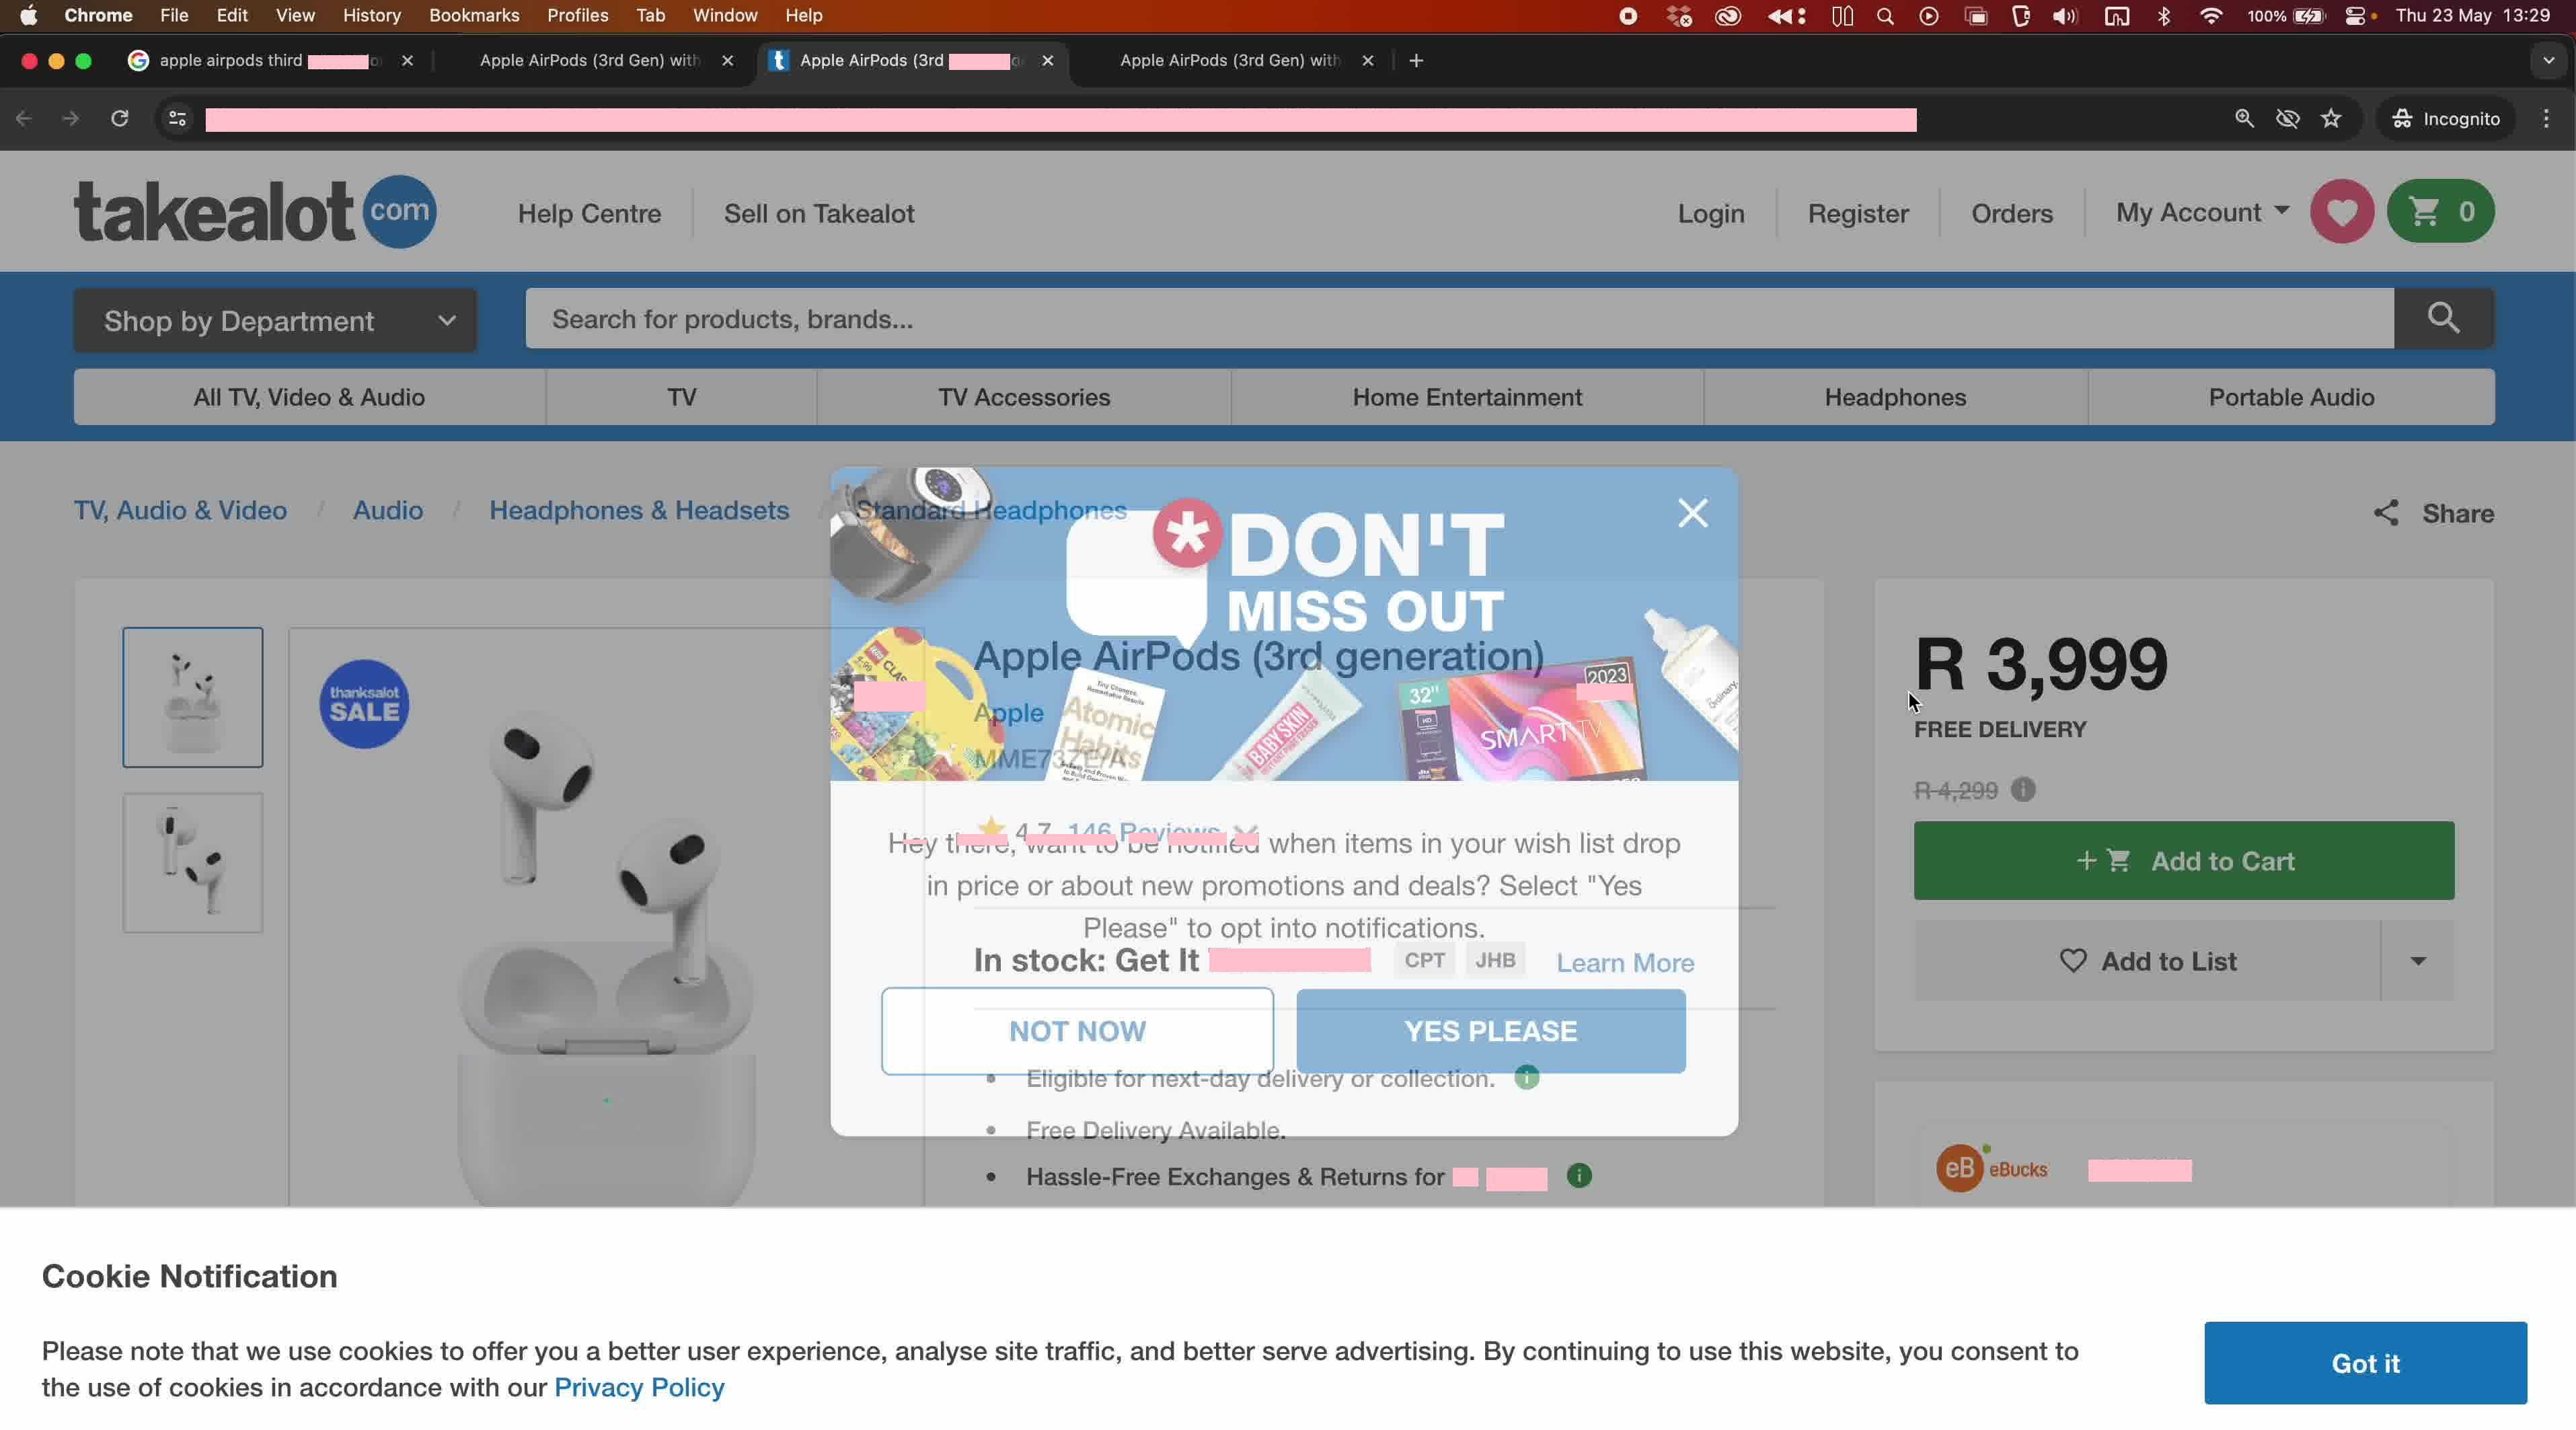 Chrome File Edit View History Bookmarks Profiles Tab Window Help 100% Thu 23 May 13:29
apple airpods third
Apple AirPods (3rd Gen) with
Apple AirPods (3rd
Apple AirPods (3rd Gen) with
Incognito
takealot com
Help Centre
Sell on Takealot
Login
Register
Orders
My Account
0
Shop by Department
Search for products, brands...
All TV, Video & Audio
TV
TV Accessories
Home Entertainment
Headphones
Portable Audio
TV, Audio & Video / Audio / Headphones & Headsets / Standard Headphones
Share
DON'T
MISS OUT
thanksalot
SALE
Apple AirPods (3rd generation)
Apple
MME73ZE/A
Tiny Changes,
Remarkable Results
Atomic
Habits
BABY SKIN
32"
HD
2023
SMART TV
R 3,999
FREE DELIVERY
R 4,299
4.7 146 Reviews
Hey there, want to be notified when items in your wish list drop
in price or about new promotions and deals? Select "Yes
Please" to opt into notifications.
Add to Cart
Add to List
In stock: Get It
CPT
JHB
Learn More
NOT NOW
YES PLEASE
• Eligible for next-day delivery or collection.
• Free Delivery Available.
• Hassle-Free Exchanges & Returns for
eB eBucks
Cookie Notification
Please note that we use cookies to offer you a better user experience, analyse site traffic, and better serve advertising. By continuing to use this website, you consent to
the use of cookies in accordance with our Privacy Policy
Got it